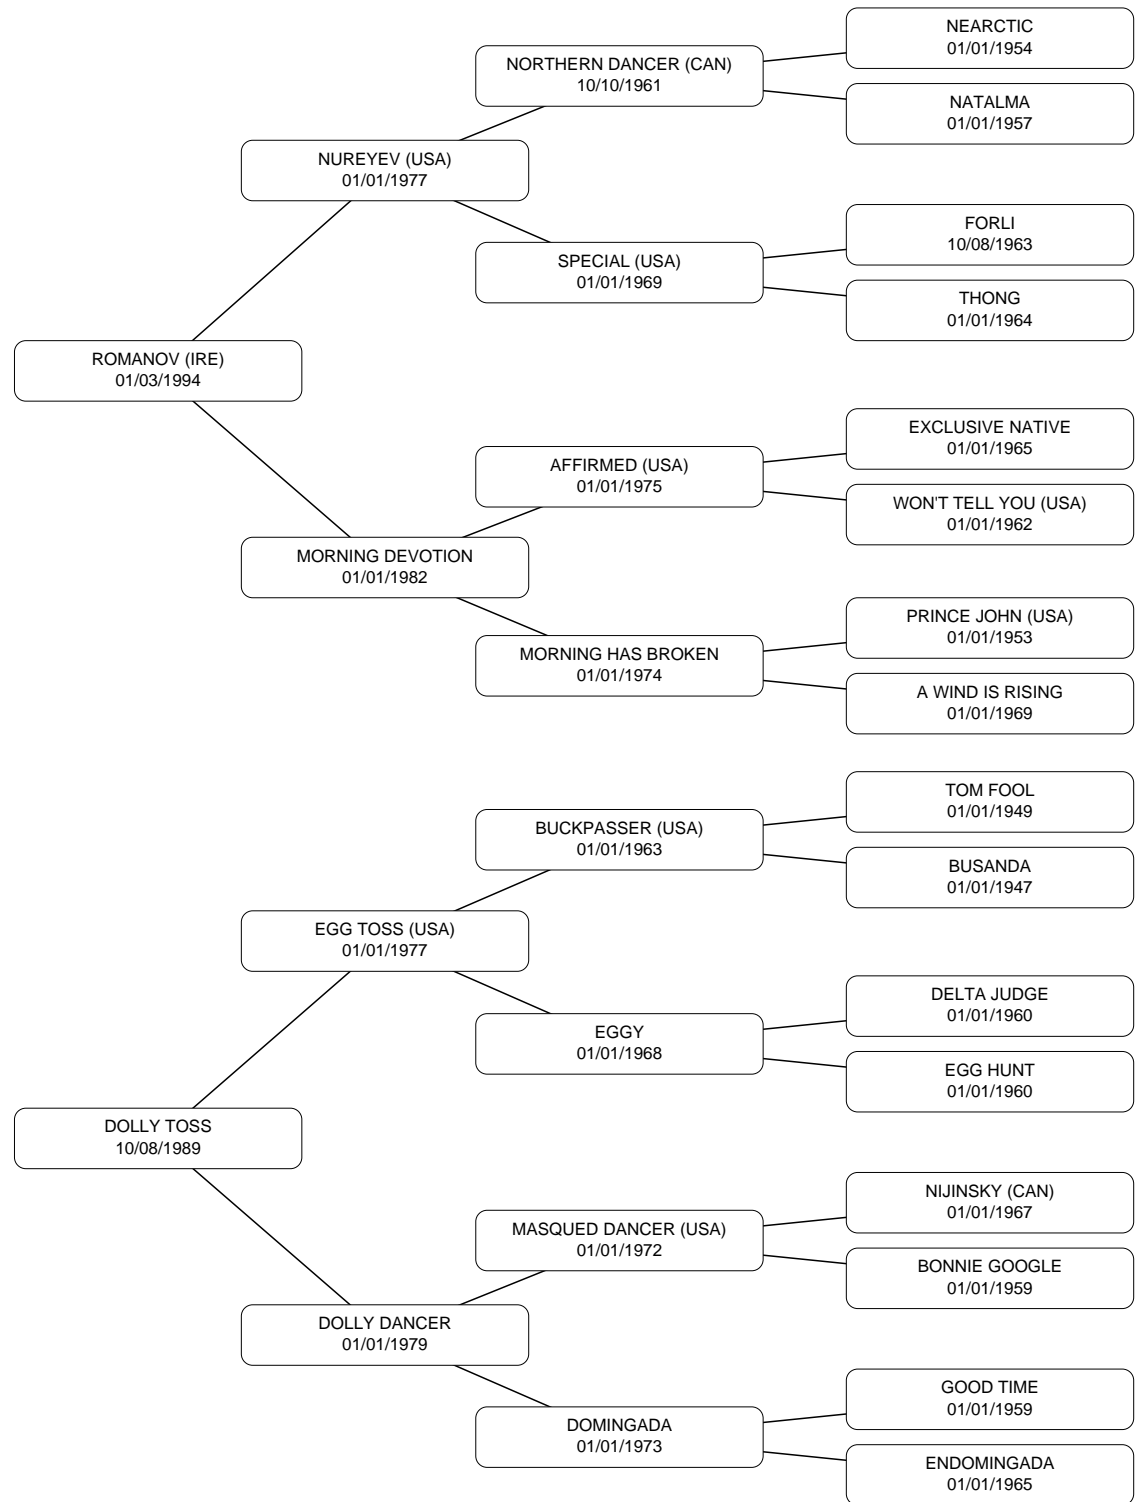 NEARCTIC
01/01/1954
NORTHERN DANCER (CAN)
10/10/1961
NATALMA
01/01/1957
NUREYEV (USA)
01/01/1977
FORLI
10/08/1963
SPECIAL (USA)
01/01/1969
THONG
01/01/1964
ROMANOV (IRE)
01/03/1994
EXCLUSIVE NATIVE
01/01/1965
AFFIRMED (USA)
01/01/1975
WON'T TELL YOU (USA)
01/01/1962
MORNING DEVOTION
01/01/1982
PRINCE JOHN (USA)
01/01/1953
MORNING HAS BROKEN
01/01/1974
A WIND IS RISING
01/01/1969
TOM FOOL
01/01/1949
BUCKPASSER (USA)
01/01/1963
BUSANDA
01/01/1947
EGG TOSS (USA)
01/01/1977
DELTA JUDGE
01/01/1960
EGGY
01/01/1968
EGG HUNT
01/01/1960
DOLLY TOSS
10/08/1989
NIJINSKY (CAN)
01/01/1967
MASQUED DANCER (USA)
01/01/1972
BONNIE GOOGLE
01/01/1959
DOLLY DANCER
01/01/1979
GOOD TIME
01/01/1959
DOMINGADA
01/01/1973
ENDOMINGADA
01/01/1965